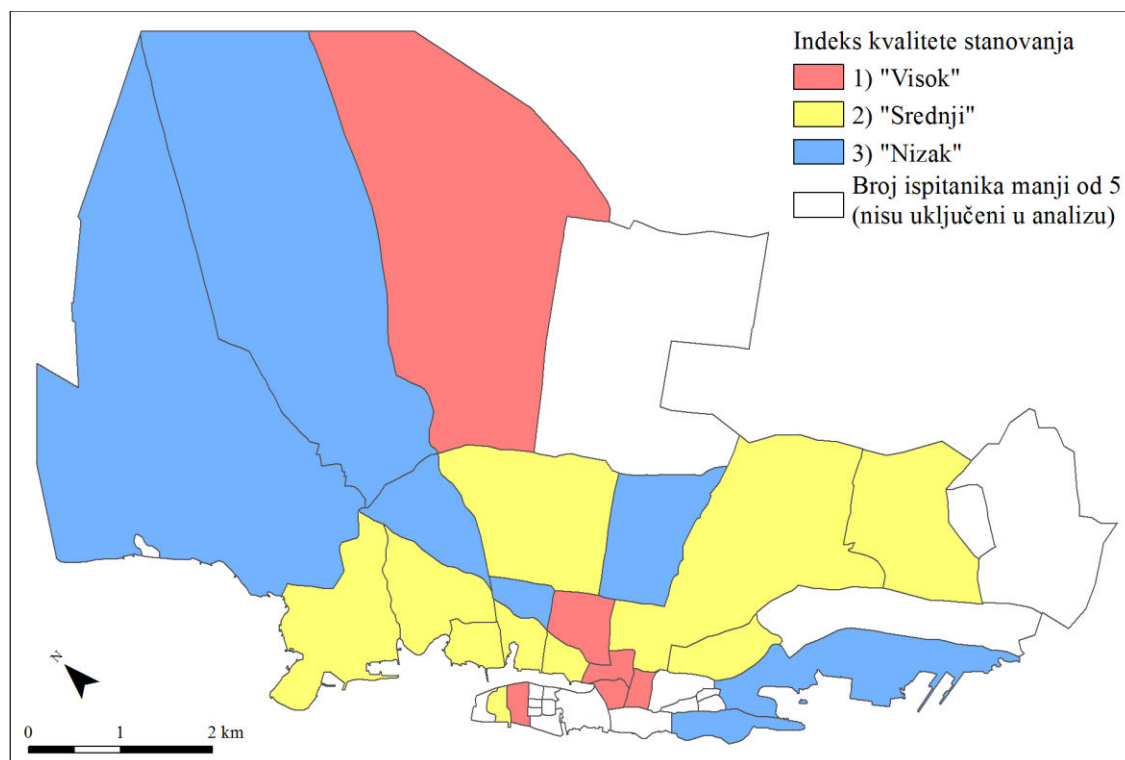 Indeks kvalitete stanovanja
1) "Visok"
2) "Srednji"
3) "Nizak"
Broj ispitanika manji od 5
(nisu uključeni u analizu)
N
0 1 2 km